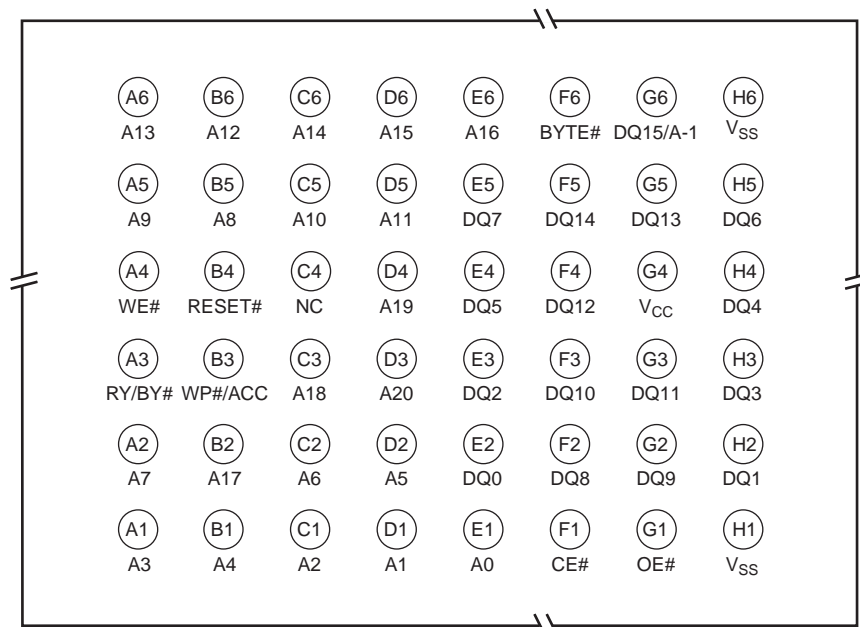 A6 B6 C6 D6 E6 F6 G6 H6
A13 A12 A14 A15 A16 BYTE# DQ15/A-1 VSS
A5 B5 C5 D5 E5 F5 G5 H5
A9 A8 A10 A11 DQ7 DQ14 DQ13 DQ6
A4 B4 C4 D4 E4 F4 G4 H4
WE# RESET# NC A19 DQ5 DQ12 VCC DQ4
A3 B3 C3 D3 E3 F3 G3 H3
RY/BY# WP#/ACC A18 A20 DQ2 DQ10 DQ11 DQ3
A2 B2 C2 D2 E2 F2 G2 H2
A7 A17 A6 A5 DQ0 DQ8 DQ9 DQ1
A1 B1 C1 D1 E1 F1 G1 H1
A3 A4 A2 A1 A0 CE# OE# VSS